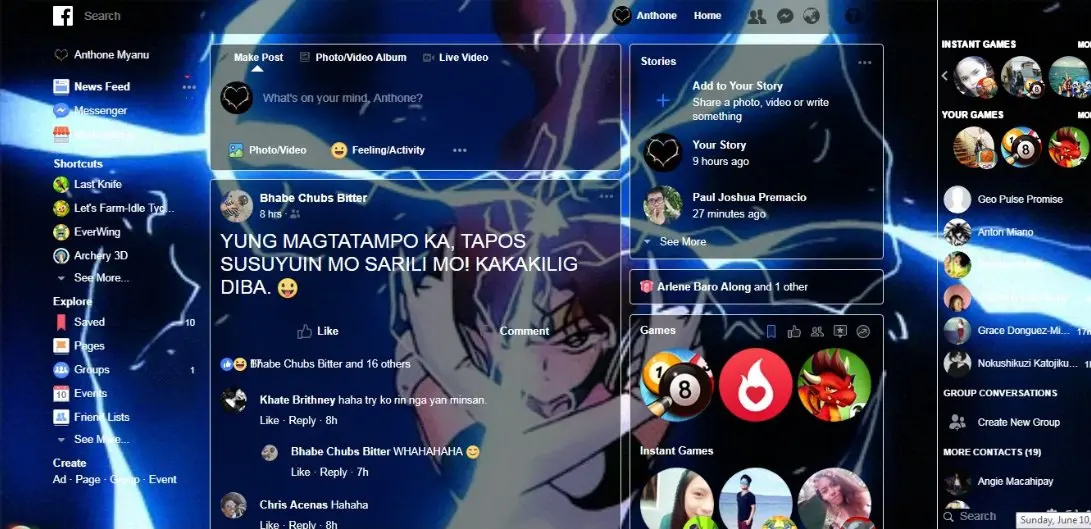 Search
Anthone
Home
Anthone Myanu
News Feed
Messenger
Shortcuts
Last Knife
Let's Farm-Idle Tyc...
EverWing
Archery 3D
See More...
Explore
Saved 10
Pages
Groups 1
Events
Friend Lists
See More...
Create
Ad · Page · Group · Event
Make Post
Photo/Video Album
Live Video
What's on your mind, Anthone?
Photo/Video
Feeling/Activity
Bhabe Chubs Bitter
8 hrs ·
YUNG MAGTATAMPO KA, TAPOS
SUSUYUIN MO SARILI MO! KAKAKILIG
DIBA. 😜
Like
Comment
Bhabe Chubs Bitter and 16 others
Khate Brithney haha try ko rin nga yan minsan.
Like · Reply · 8h
Bhabe Chubs Bitter WHAHAHAHA 😊
Like · Reply · 7h
Chris Acenas Hahaha
Like · Reply · 8h
Stories
Add to Your Story
Share a photo, video or write
something
Your Story
9 hours ago
Paul Joshua Premacio
27 minutes ago
See More
Arlene Baro Along and 1 other
Games
Instant Games
INSTANT GAMES
YOUR GAMES
Geo Pulse Promise
Anton Miano
Grace Donguez-Mi...
Nokushikuzi Katojiku...
GROUP CONVERSATIONS
Create New Group
MORE CONTACTS (19)
Angie Macahipay
Search
Sunday, June 10